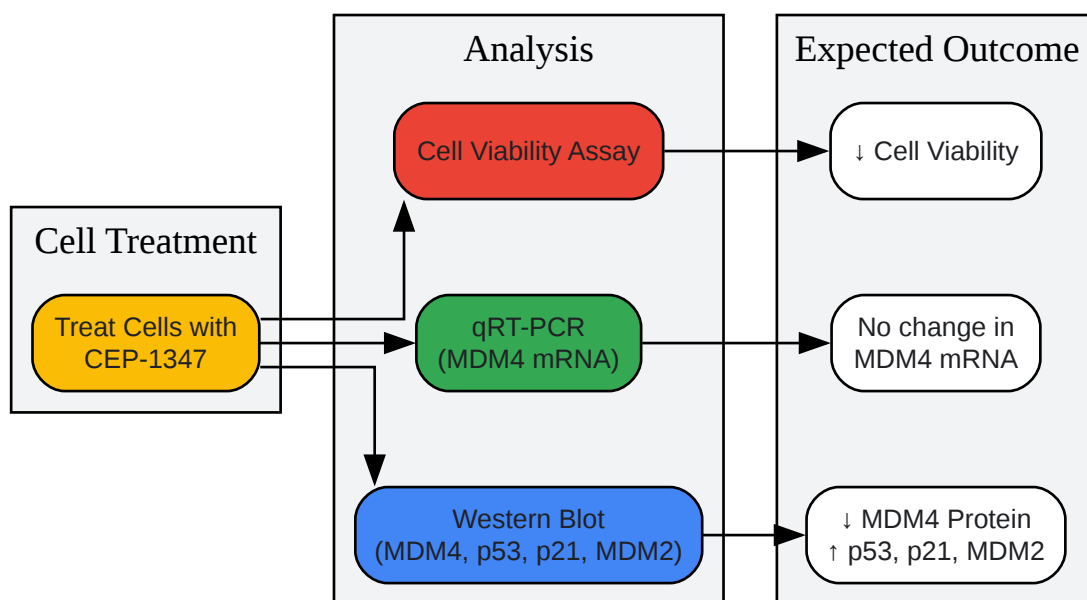 Cell Treatment
Treat Cells with
CEP-1347
Analysis
Cell Viability Assay
qRT-PCR
(MDM4 mRNA)
Western Blot
(MDM4, p53, p21, MDM2)
Expected Outcome
↓ Cell Viability
No change in
MDM4 mRNA
↓ MDM4 Protein
↑ p53, p21, MDM2